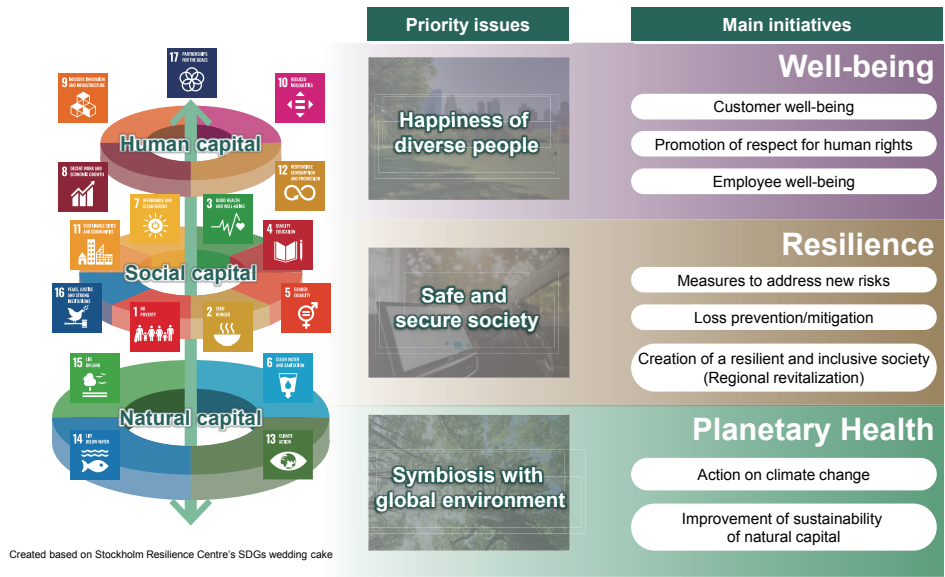 Priority issues
Main initiatives
17 PARTNERSHIPS
FOR THE GOALS
9 INDUSTRY, INNOVATION
AND INFRASTRUCTURE
10 REDUCED
INEQUALITIES
Human capital
8 DECENT WORK AND
ECONOMIC GROWTH
12 RESPONSIBLE
CONSUMPTION
AND PRODUCTION
7 AFFORDABLE AND
CLEAN ENERGY
3 GOOD HEALTH
AND WELL-BEING
11 SUSTAINABLE CITIES
AND COMMUNITIES
4 QUALITY
EDUCATION
Social capital
16 PEACE, JUSTICE
AND STRONG
INSTITUTIONS
5 GENDER
EQUALITY
1 NO
POVERTY
2 ZERO
HUNGER
15 LIFE
ON LAND
6 CLEAN WATER
AND SANITATION
Natural capital
14 LIFE
BELOW WATER
13 CLIMATE
ACTION
Created based on Stockholm Resilience Centre's SDGs wedding cake
Happiness of
diverse people
Well-being
Customer well-being
Promotion of respect for human rights
Employee well-being
Safe and
secure society
Resilience
Measures to address new risks
Loss prevention/mitigation
Creation of a resilient and inclusive society
(Regional revitalization)
Symbiosis with
global environment
Planetary Health
Action on climate change
Improvement of sustainability
of natural capital